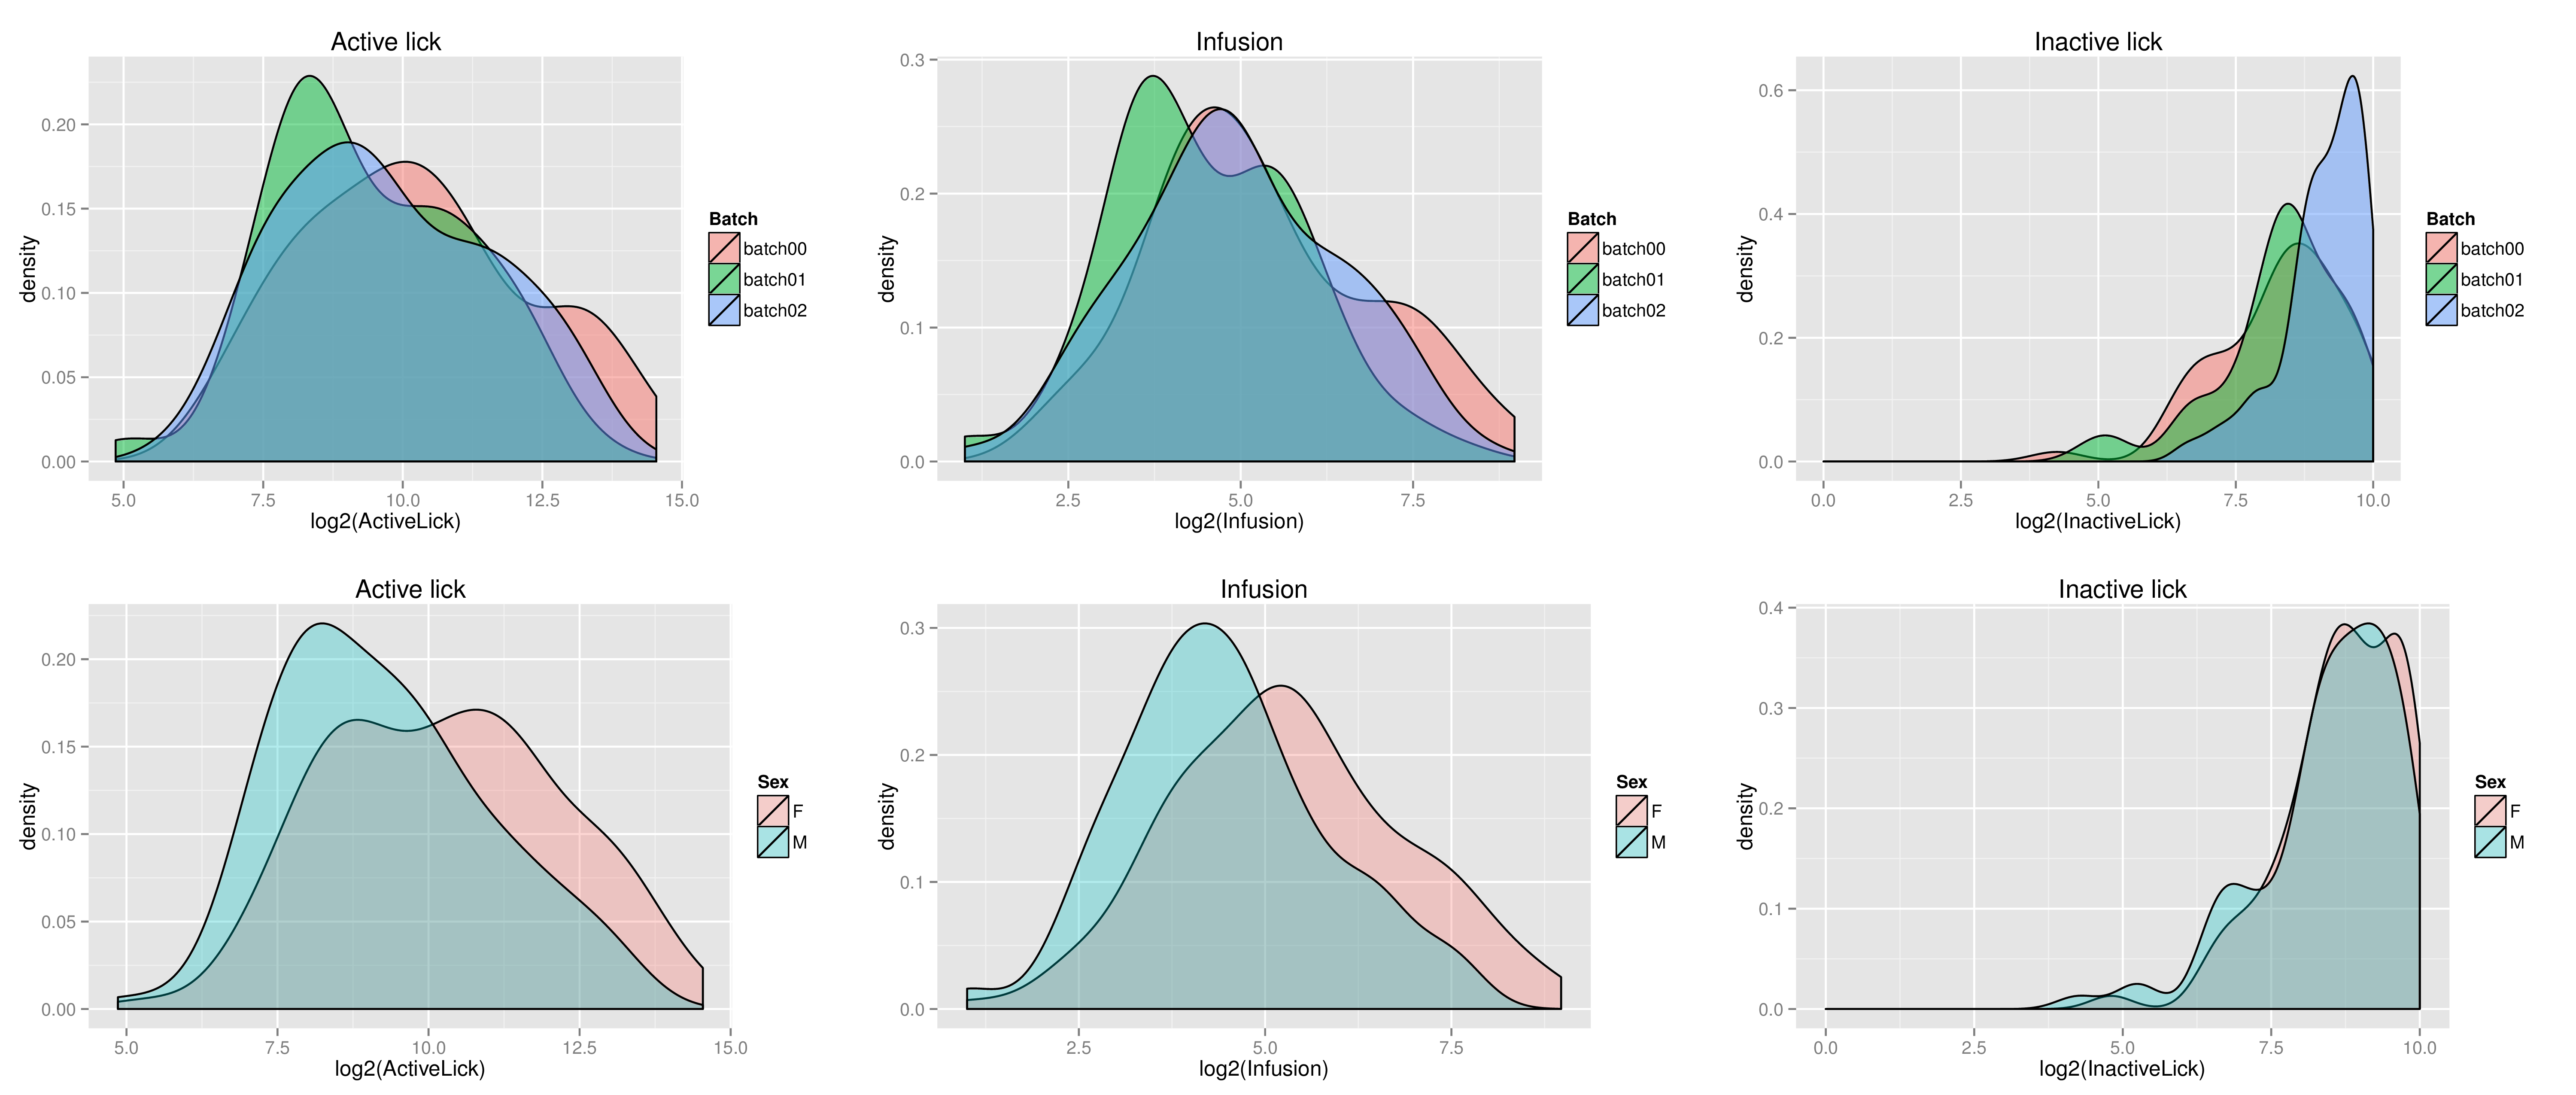 Active lick
0.20
0.15
0.10
0.05
0.00
density
5.0 7.5 10.0 12.5 15.0
log2(ActiveLick)
Batch
batch00
batch01
batch02
Infusion
0.3
0.2
0.1
0.0
density
2.5 5.0 7.5
log2(Infusion)
Batch
batch00
batch01
batch02
Inactive lick
0.6
0.4
0.2
0.0
density
0.0 2.5 5.0 7.5 10.0
log2(InactiveLick)
Batch
batch00
batch01
batch02
Active lick
0.20
0.15
0.10
0.05
0.00
density
5.0 7.5 10.0 12.5 15.0
log2(ActiveLick)
Sex
F
M
Infusion
0.3
0.2
0.1
0.0
density
2.5 5.0 7.5
log2(Infusion)
Sex
F
M
Inactive lick
0.4
0.3
0.2
0.1
0.0
density
0.0 2.5 5.0 7.5 10.0
log2(InactiveLick)
Sex
F
M